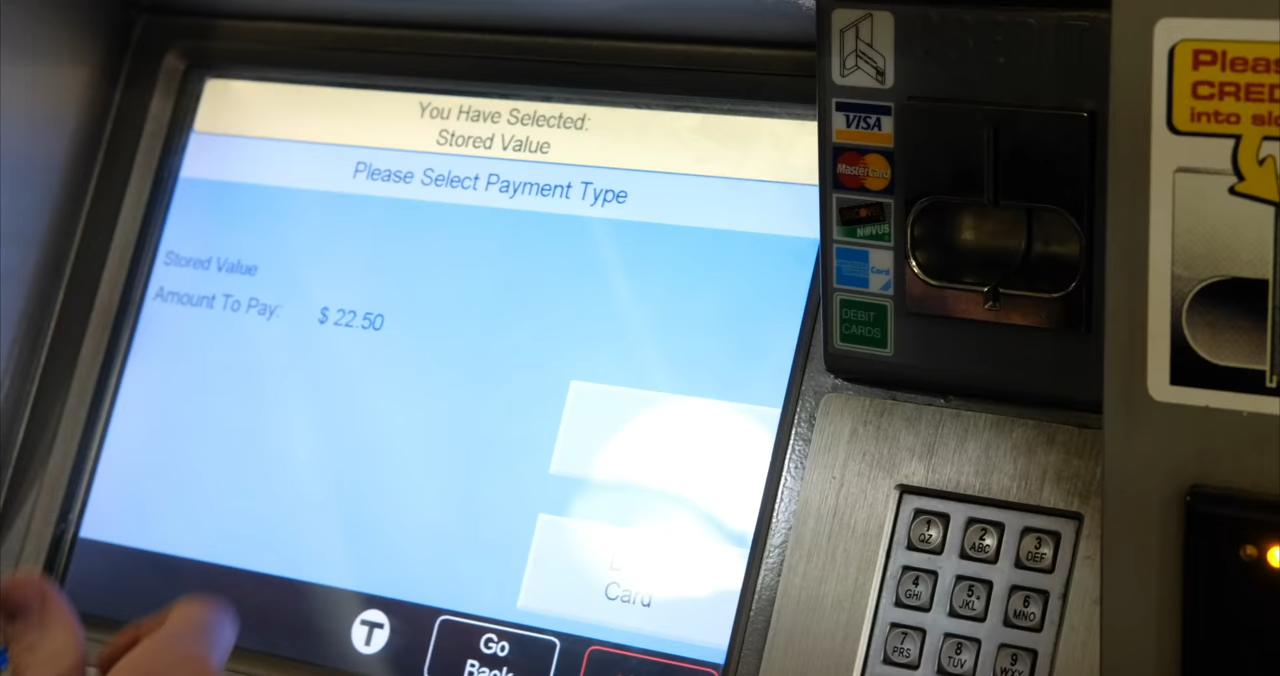 You Have Selected:
Stored Value
Please Select Payment Type
Stored Value
Amount To Pay: $ 22.50
Card
T
Go
Back
VISA
MasterCard
DISCOVER
NOVUS
Card
DEBIT
CARDS
Pleas
CRED
into slo
1
QZ
2
ABC
3
DEF
4
GHI
5
JKL
6
MNO
7
PRS
8
TUV
9
WXY